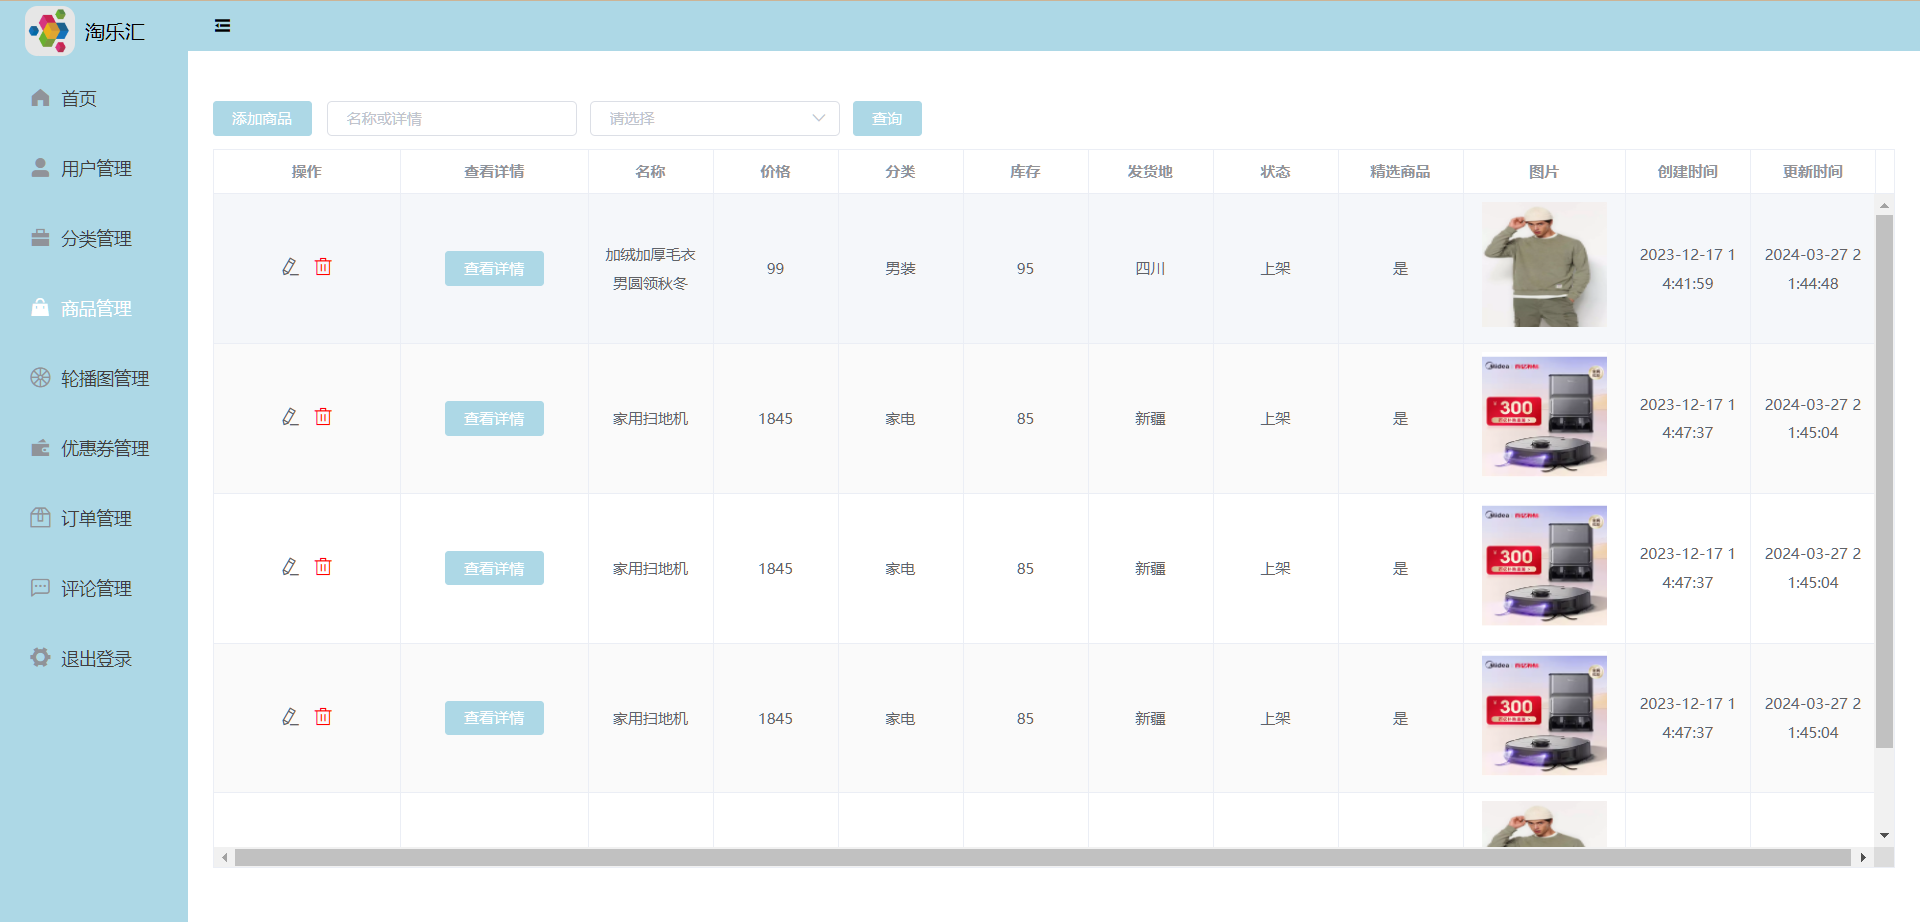 淘乐汇
首页
用户管理
分类管理
商品管理
轮播图管理
优惠券管理
订单管理
评论管理
退出登录
添加商品 名称或详情 请选择 查询
操作 查看详情 名称 价格 分类 库存 发货地 状态 精选商品 图片 创建时间 更新时间
查看详情 加绒加厚毛衣男圆领秋冬 99 男装 95 四川 上架 是 2023-12-17 14:41:59 2024-03-27 21:44:48
查看详情 家用扫地机 1845 家电 85 新疆 上架 是 Midea 300 2023-12-17 14:47:37 2024-03-27 21:45:04
查看详情 家用扫地机 1845 家电 85 新疆 上架 是 Midea 300 2023-12-17 14:47:37 2024-03-27 21:45:04
查看详情 家用扫地机 1845 家电 85 新疆 上架 是 Midea 300 2023-12-17 14:47:37 2024-03-27 21:45:04